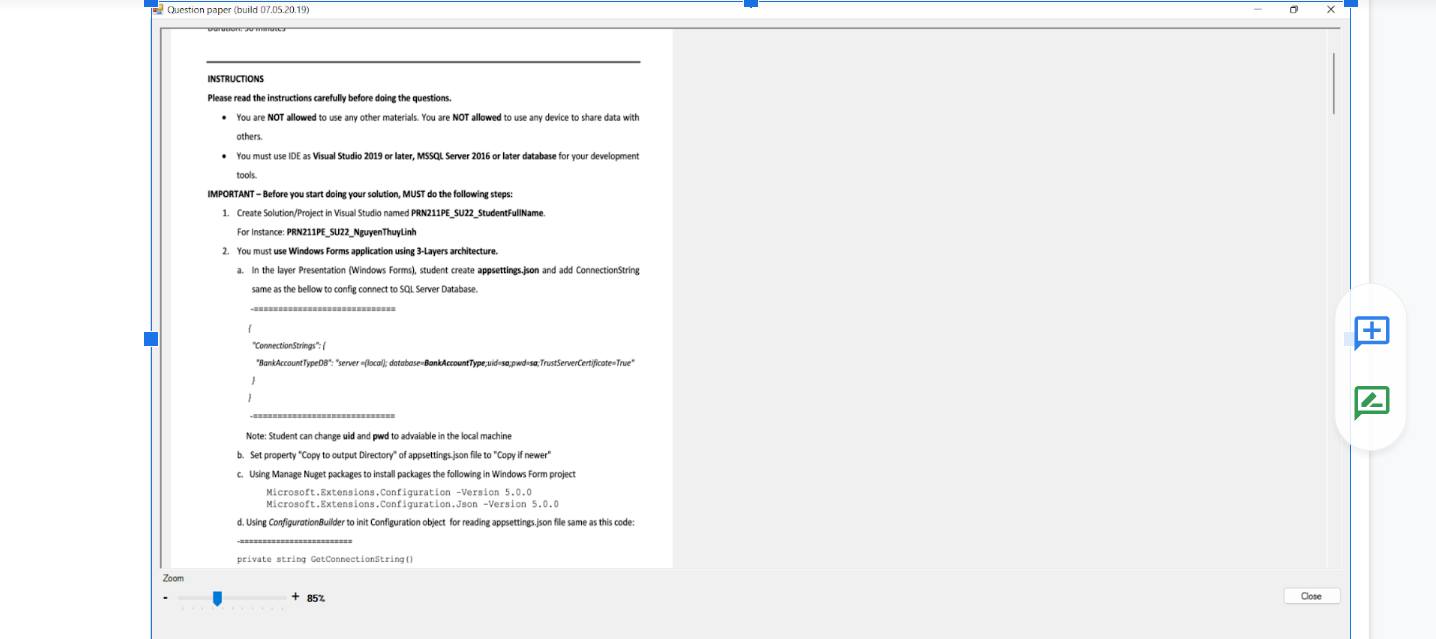 Question paper (build 07.05.20.19)
Duration: 90 minutes
INSTRUCTIONS
Please read the instructions carefully before doing the questions.
• You are NOT allowed to use any other materials. You are NOT allowed to use any device to share data with
others.
• You must use IDE as Visual Studio 2019 or later, MSSQL Server 2016 or later database for your development
tools.
IMPORTANT – Before you start doing your solution, MUST do the following steps:
1. Create Solution/Project in Visual Studio named PRN211PE_SU22_StudentFullName.
For Instance: PRN211PE_SU22_NguyenThuyLinh
2. You must use Windows Forms application using 3-Layers architecture.
a. In the layer Presentation (Windows Forms), student create appsettings.json and add ConnectionString
same as the bellow to config connect to SQL Server Database.
-==============================
{
"ConnectionStrings": {
"BankAccountTypeDB": "server =(local); database=BankAccountType;uid=sa;pwd=sa;TrustServerCertificate=True"
}
}
-==============================
Note: Student can change uid and pwd to advaiable in the local machine
b. Set property "Copy to output Directory" of appsettings.json file to "Copy if newer"
c. Using Manage Nuget packages to install packages the following in Windows Form project
Microsoft.Extensions.Configuration -Version 5.0.0
Microsoft.Extensions.Configuration.Json -Version 5.0.0
d. Using ConfigurationBuilder to init Configuration object for reading appsettings.json file same as this code:
-=======================
private string GetConnectionString()
Zoom
- + 85%
Close